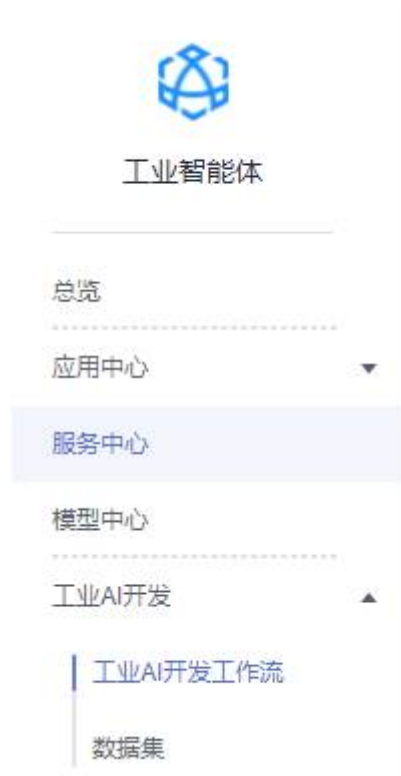 工业智能体
总览
应用中心
服务中心
模型中心
工业AI开发
工业AI开发工作流
数据集